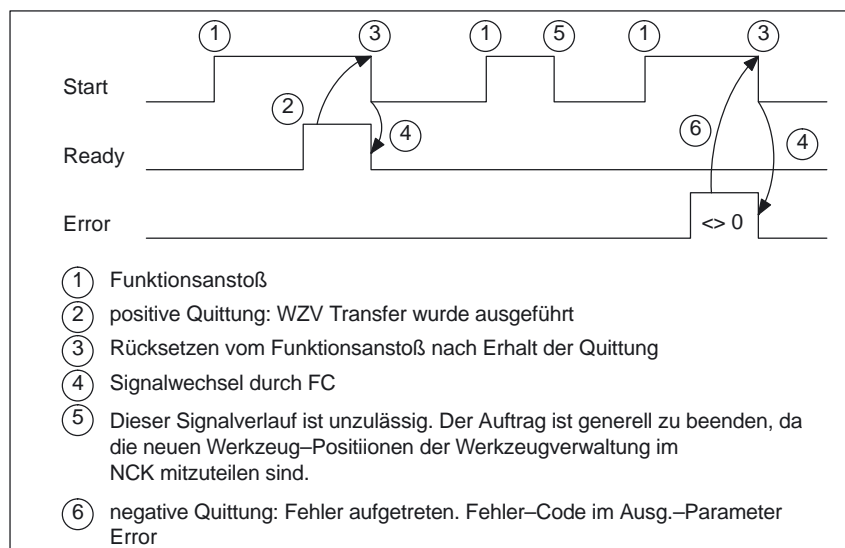 1 3 1 5 1 3
Start
2 4 6 4
Ready
Error <> 0
1 Funktionsanstoß
2 positive Quittung: WZV Transfer wurde ausgeführt
3 Rücksetzen vom Funktionsanstoß nach Erhalt der Quittung
4 Signalwechsel durch FC
5 Dieser Signalverlauf ist unzulässig. Der Auftrag ist generell zu beenden, da
die neuen Werkzeug–Positiionen der Werkzeugverwaltung im
NCK mitzuteilen sind.
6 negative Quittung: Fehler aufgetreten. Fehler–Code im Ausg.–Parameter
Error